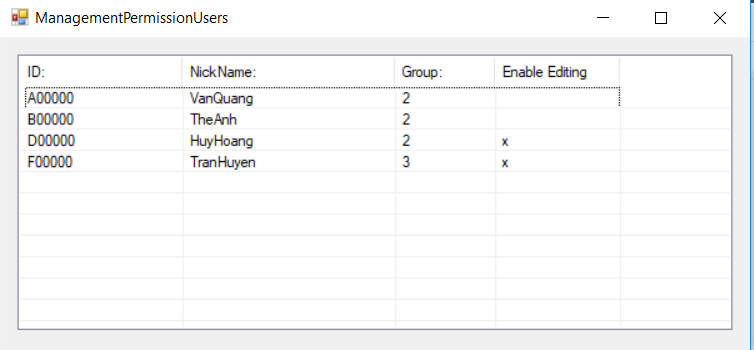 ManagementPermissionUsers
ID: NickName: Group: Enable Editing
A00000 VanQuang 2
B00000 TheAnh 2
D00000 HuyHoang 2 x
F00000 TranHuyen 3 x